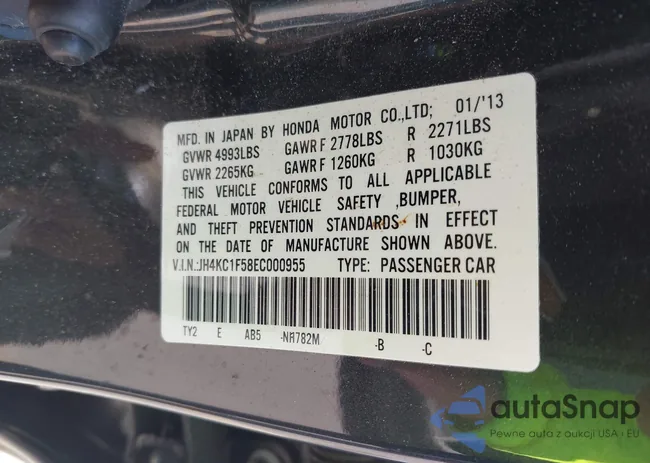 MFD. IN JAPAN BY HONDA MOTOR CO.,LTD; 01/'13
GVWR 4993LBS GAWR F 2778LBS R 2271LBS
GVWR 2265KG GAWR F 1260KG R 1030KG
THIS VEHICLE CONFORMS TO ALL APPLICABLE
FEDERAL MOTOR VEHICLE SAFETY ,BUMPER,
AND THEFT PREVENTION STANDARDS IN EFFECT
ON THE DATE OF MANUFACTURE SHOWN ABOVE.
V.I.N.:JH4KC1F58EC000955 TYPE: PASSENGER CAR
TY2 E AB5 -NR782M -B -C
autaSnap
Pewne auta z aukcji USA i EU